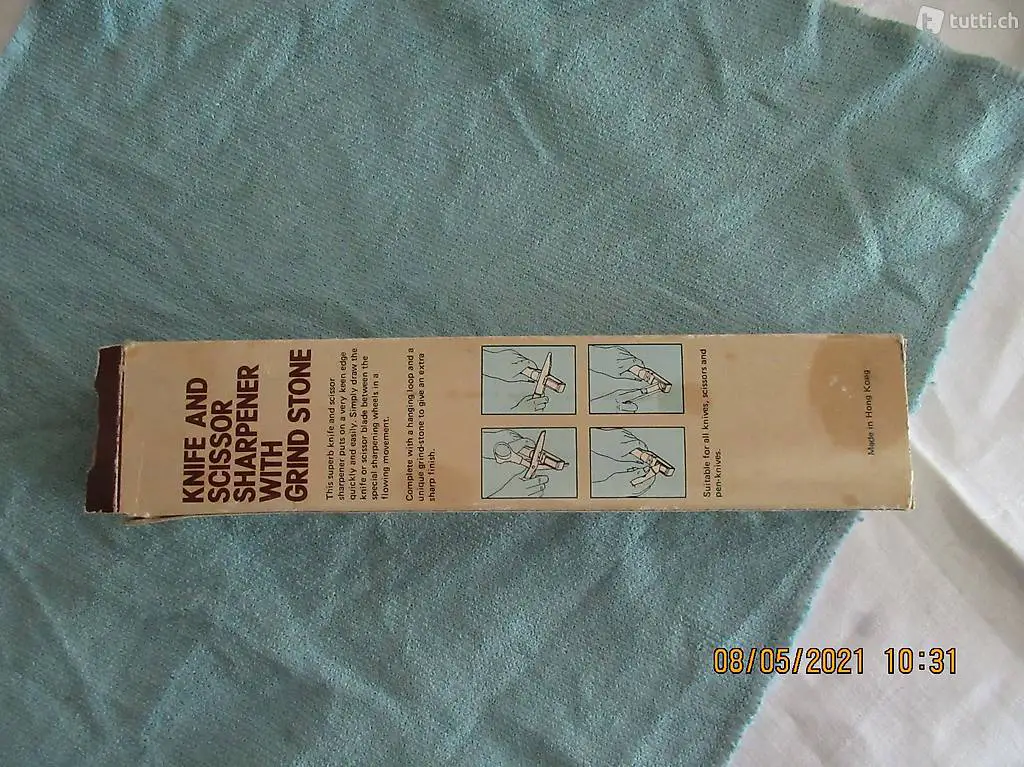 tutti.ch
KNIFE AND
SCISSOR
SHARPENER
WITH
GRIND STONE
This superb knife and scissor
sharpener puts on a very keen edge
quickly and easily. Simply draw the
knife or scissor blade between the
special sharpening wheels in a
flowing movement.
Complete with a hanging loop and a
unique grind-stone to give an extra
sharp finish.
Suitable for all knives, scissors and
pen-knives.
Made in Hong Kong
08/05/2021 10:31